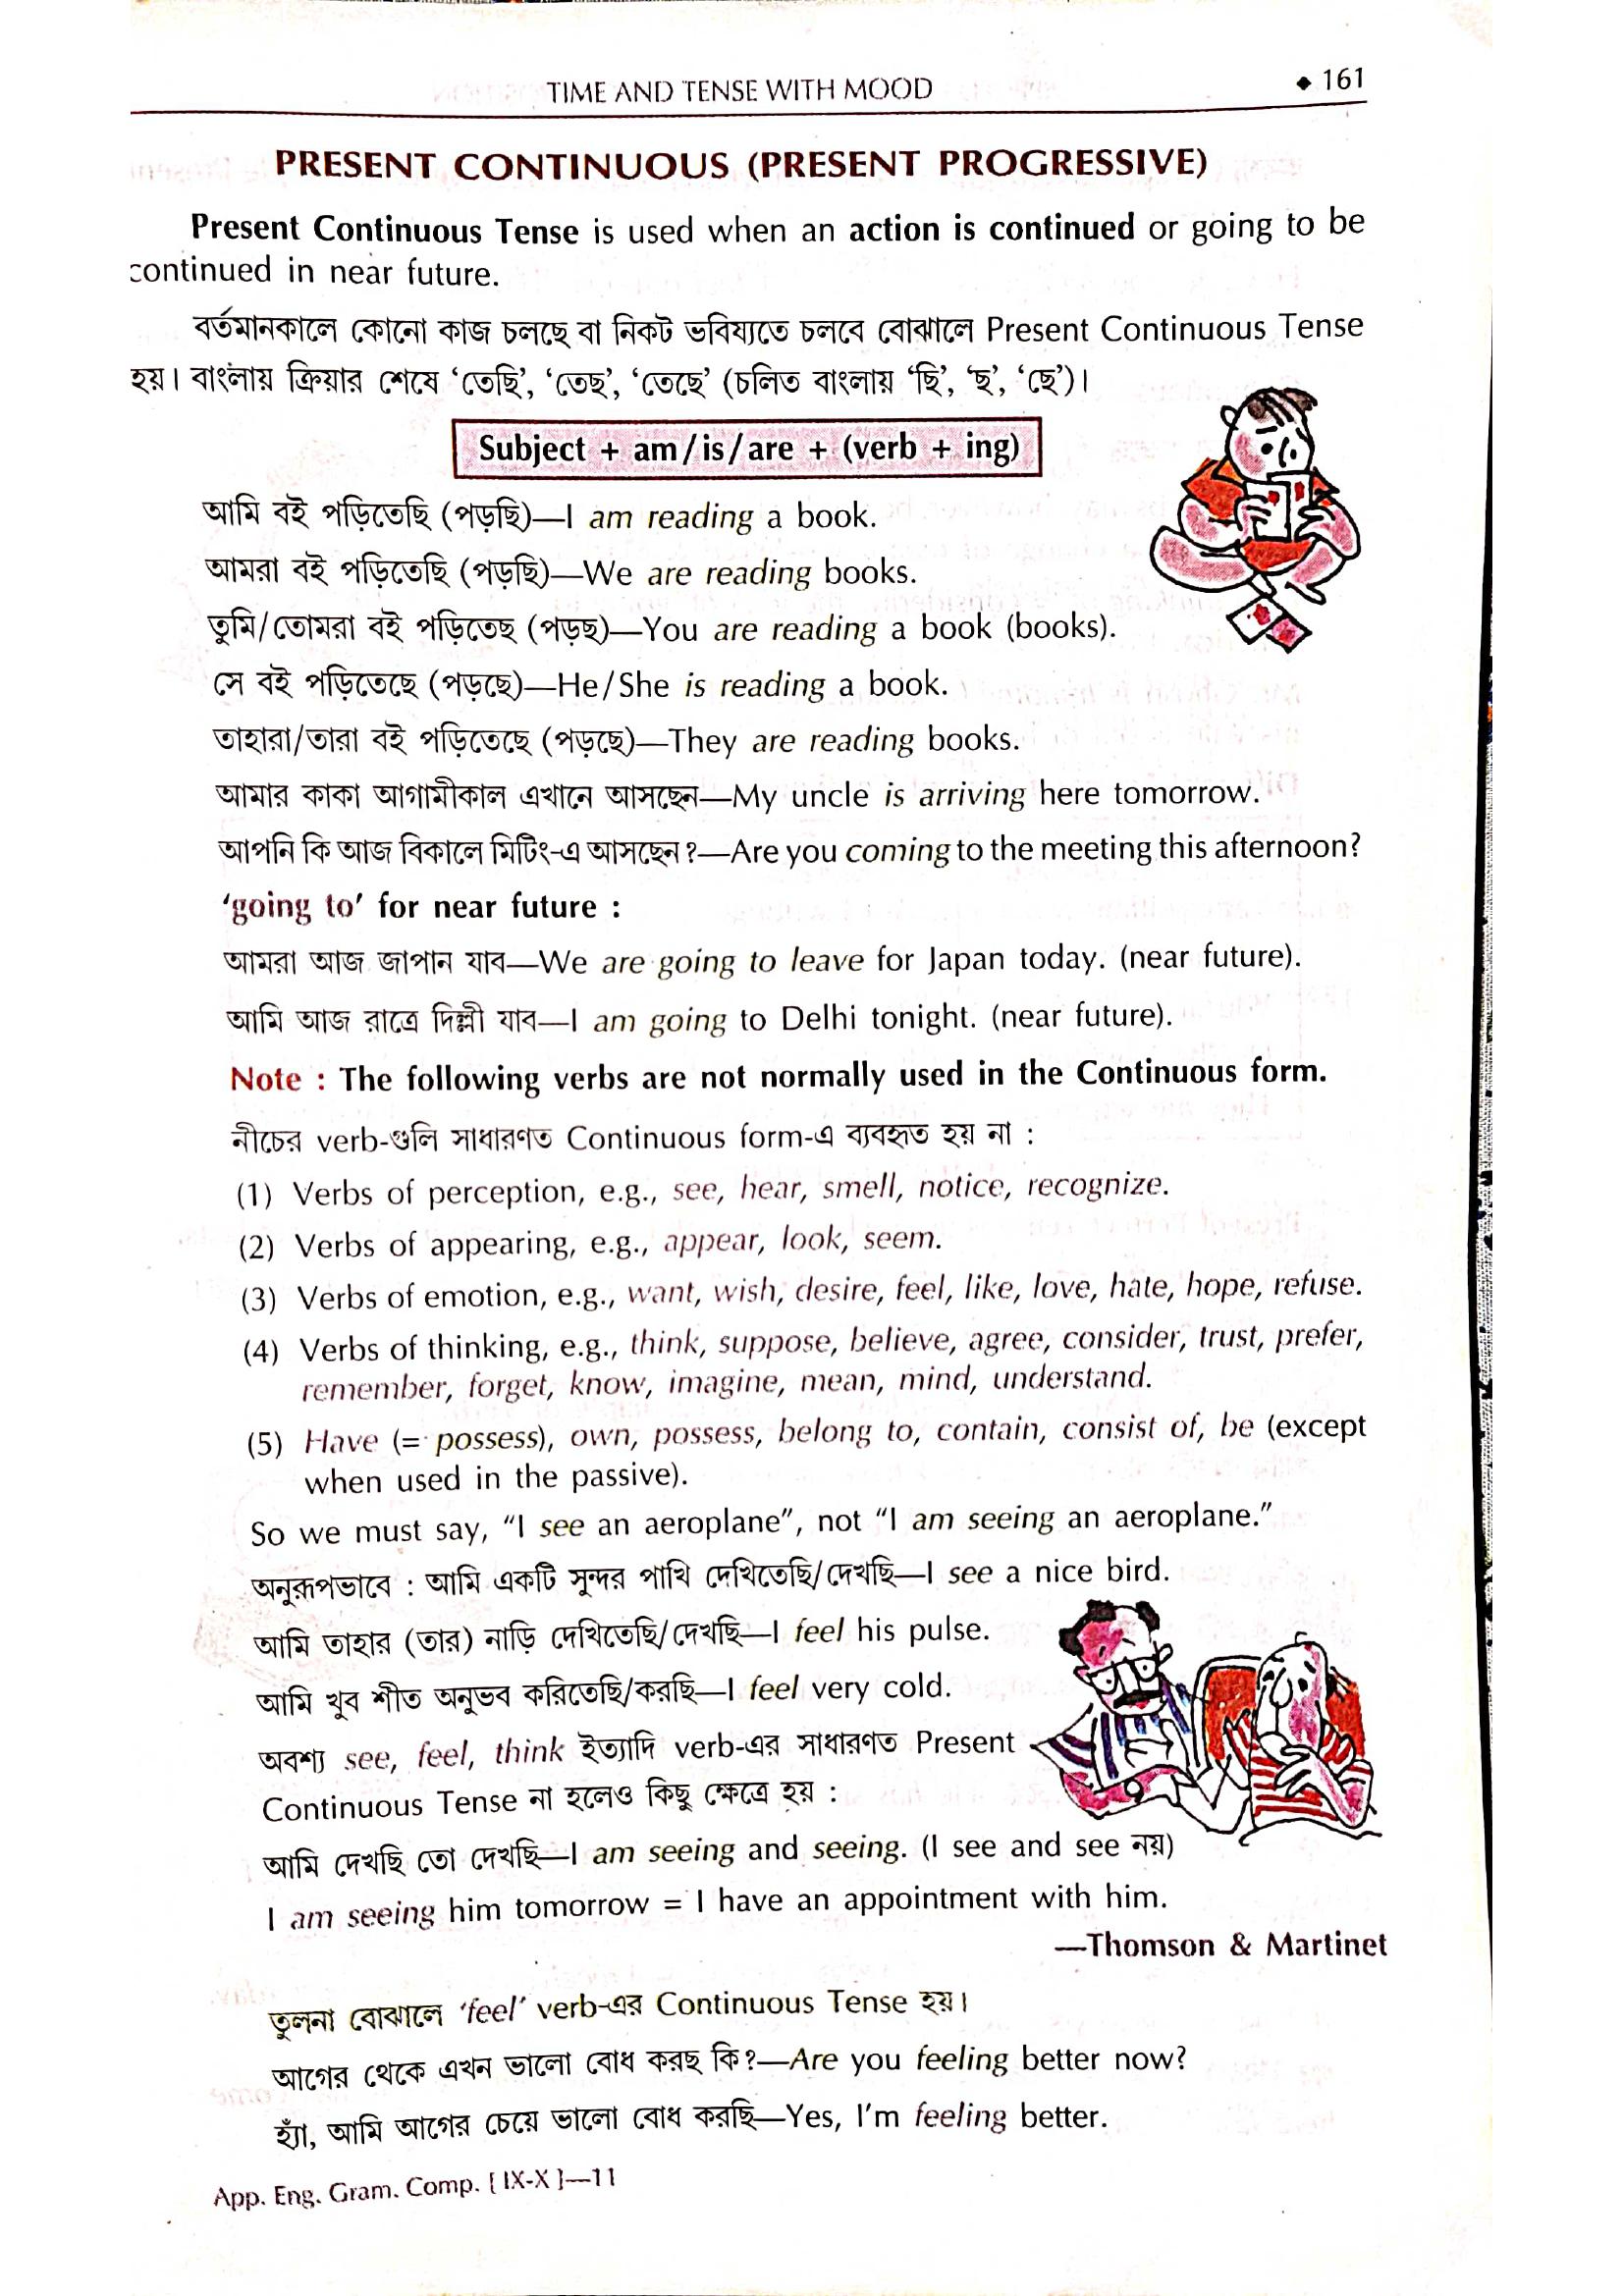 TIME AND TENSE WITH MOOD ◆ 161
PRESENT CONTINUOUS (PRESENT PROGRESSIVE)
Present Continuous Tense is used when an action is continued or going to be
continued in near future.
বর্তমানকালে কোনো কাজ চলছে বা নিকট ভবিষ্যতে চলবে বোঝালে Present Continuous Tense
হয়। বাংলায় ক্রিয়ার শেষে ‘তেছি’, ‘তেছ’, ‘তেছে’ (চলিত বাংলায় ‘ছি’, ‘ছ’, ‘ছে’)।
Subject + am/is/are + (verb + ing)
আমি বই পড়িতেছি (পড়ছি)—I am reading a book.
আমরা বই পড়িতেছি (পড়ছি)—We are reading books.
তুমি/তোমরা বই পড়িতেছ (পড়ছ)—You are reading a book (books).
সে বই পড়িতেছে (পড়ছে)—He/She is reading a book.
তাহারা/তারা বই পড়িতেছে (পড়ছে)—They are reading books.
আমার কাকা আগামীকাল এখানে আসছেন—My uncle is arriving here tomorrow.
আপনি কি আজ বিকালে মিটিং-এ আসছেন?—Are you coming to the meeting this afternoon?
‘going to’ for near future :
আমরা আজ জাপান যাব—We are going to leave for Japan today. (near future).
আমি আজ রাত্রে দিল্লী যাব—I am going to Delhi tonight. (near future).
Note : The following verbs are not normally used in the Continuous form.
নীচের verb-গুলি সাধারণত Continuous form-এ ব্যবহৃত হয় না :
(1) Verbs of perception, e.g., see, hear, smell, notice, recognize.
(2) Verbs of appearing, e.g., appear, look, seem.
(3) Verbs of emotion, e.g., want, wish, desire, feel, like, love, hate, hope, refuse.
(4) Verbs of thinking, e.g., think, suppose, believe, agree, consider, trust, prefer,
remember, forget, know, imagine, mean, mind, understand.
(5) Have (= possess), own, possess, belong to, contain, consist of, be (except
when used in the passive).
So we must say, “I see an aeroplane”, not “I am seeing an aeroplane.”
অনুরূপভাবে : আমি একটি সুন্দর পাখি দেখিতেছি/দেখছি—I see a nice bird.
আমি তাহার (তার) নাড়ি দেখিতেছি/দেখছি—I feel his pulse.
আমি খুব শীত অনুভব করিতেছি/করছি—I feel very cold.
অবশ্য see, feel, think ইত্যাদি verb-এর সাধারণত Present
Continuous Tense না হলেও কিছু ক্ষেত্রে হয় :
আমি দেখছি তো দেখছি—I am seeing and seeing. (I see and see নয়)
I am seeing him tomorrow = I have an appointment with him.
—Thomson & Martinet
তুলনা বোঝালে ‘feel’ verb-এর Continuous Tense হয়।
আগের থেকে এখন ভালো বোধ করছ কি?—Are you feeling better now?
হ্যাঁ, আমি আগের চেয়ে ভালো বোধ করছি—Yes, I’m feeling better.
App. Eng. Gram. Comp. [ IX-X ]—11